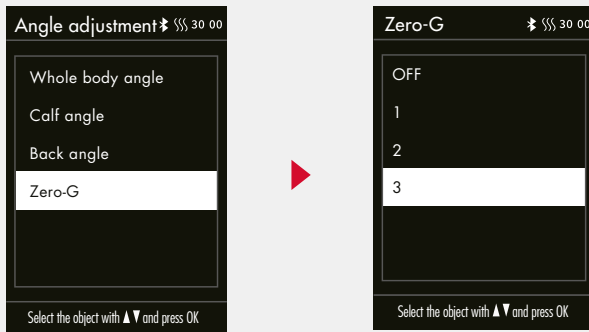 Angle adjustment 30 00
Whole body angle
Calf angle
Back angle
Zero-G
Select the object with ▲▼ and press OK
Zero-G 30 00
OFF
1
2
3
Select the object with ▲▼ and press OK